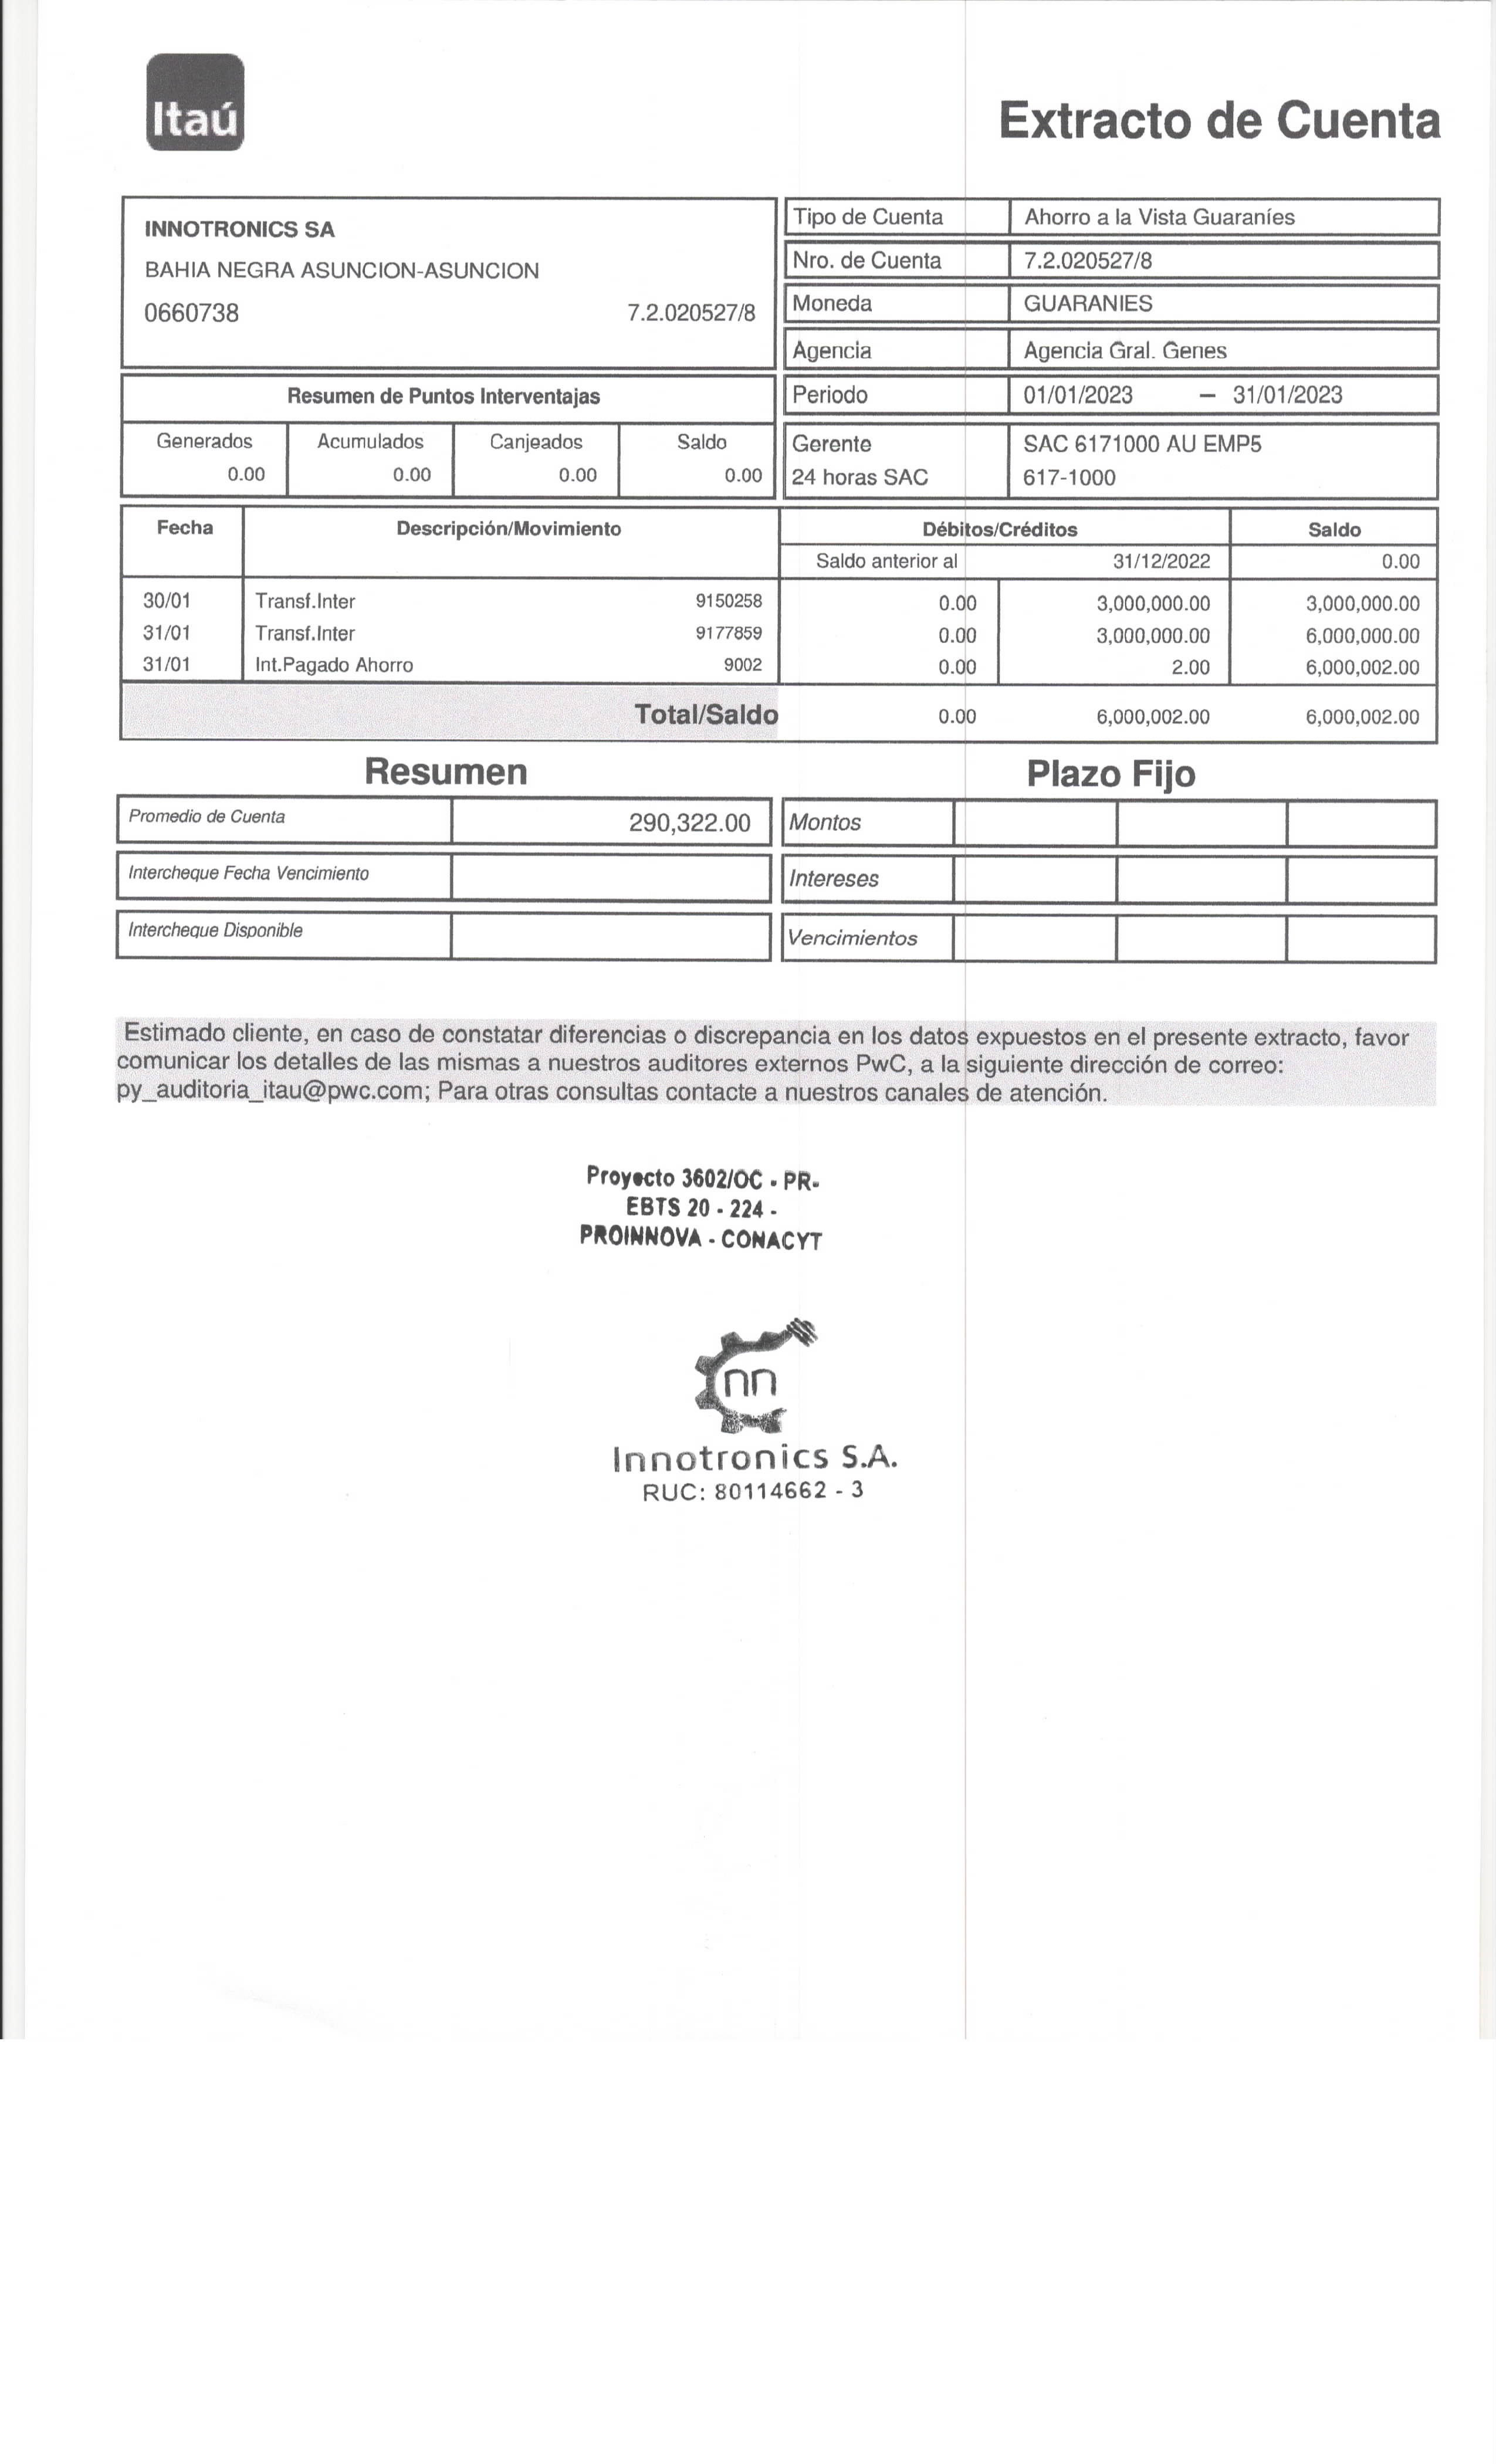 Itaú
Extracto de Cuenta
INNOTRONICS SA
BAHIA NEGRA ASUNCION-ASUNCION
0660738 7.2.020527/8
Tipo de Cuenta Ahorro a la Vista Guaraníes
Nro. de Cuenta 7.2.020527/8
Moneda GUARANIES
Agencia Agencia Gral. Genes
Periodo 01/01/2023 – 31/01/2023
Gerente SAC 6171000 AU EMP5
24 horas SAC 617-1000
Resumen de Puntos Interventajas
Generados Acumulados Canjeados Saldo
0.00 0.00 0.00 0.00
Fecha Descripción/Movimiento Débitos/Créditos Saldo
Saldo anterior al 31/12/2022 0.00
30/01 Transf.Inter 9150258 0.00 3,000,000.00 3,000,000.00
31/01 Transf.Inter 9177859 0.00 3,000,000.00 6,000,000.00
31/01 Int.Pagado Ahorro 9002 0.00 2.00 6,000,002.00
Total/Saldo 0.00 6,000,002.00 6,000,002.00
Resumen
Promedio de Cuenta 290,322.00
Intercheque Fecha Vencimiento
Intercheque Disponible
Plazo Fijo
Montos
Intereses
Vencimientos
Estimado cliente, en caso de constatar diferencias o discrepancia en los datos expuestos en el presente extracto, favor
comunicar los detalles de las mismas a nuestros auditores externos PwC, a la siguiente dirección de correo:
py_auditoria_itau@pwc.com; Para otras consultas contacte a nuestros canales de atención.
Proyecto 3602/OC - PR-
EBTS 20 - 224 -
PROINNOVA - CONACYT
nn
Innotronics S.A.
RUC: 80114662 - 3